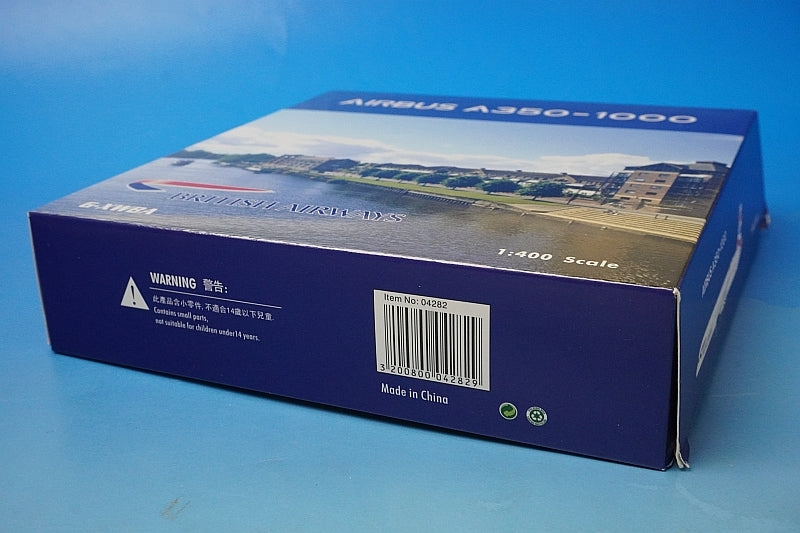 AIRBUS A350-1000
BRITISH AIRWAYS
G-XWBA
1:400 Scale
WARNING 警告:
此產品含小零件,不適合14歲以下兒童.
Contains small parts,
not suitable for children under14 years.
Item No: 04282
3 200800 042829
Made in China